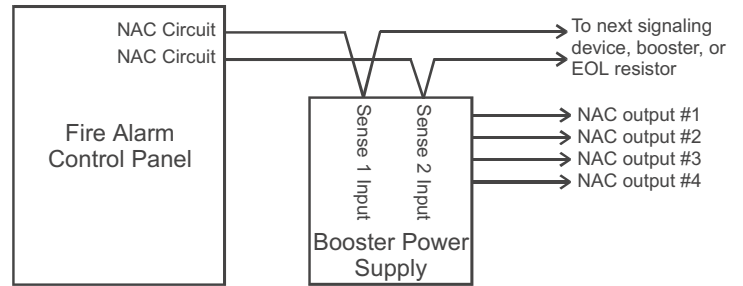 NAC Circuit
NAC Circuit
To next signaling
device, booster, or
EOL resistor
Fire Alarm
Control Panel
Sense 1 Input
Sense 2 Input
NAC output #1
NAC output #2
NAC output #3
NAC output #4
Booster Power
Supply